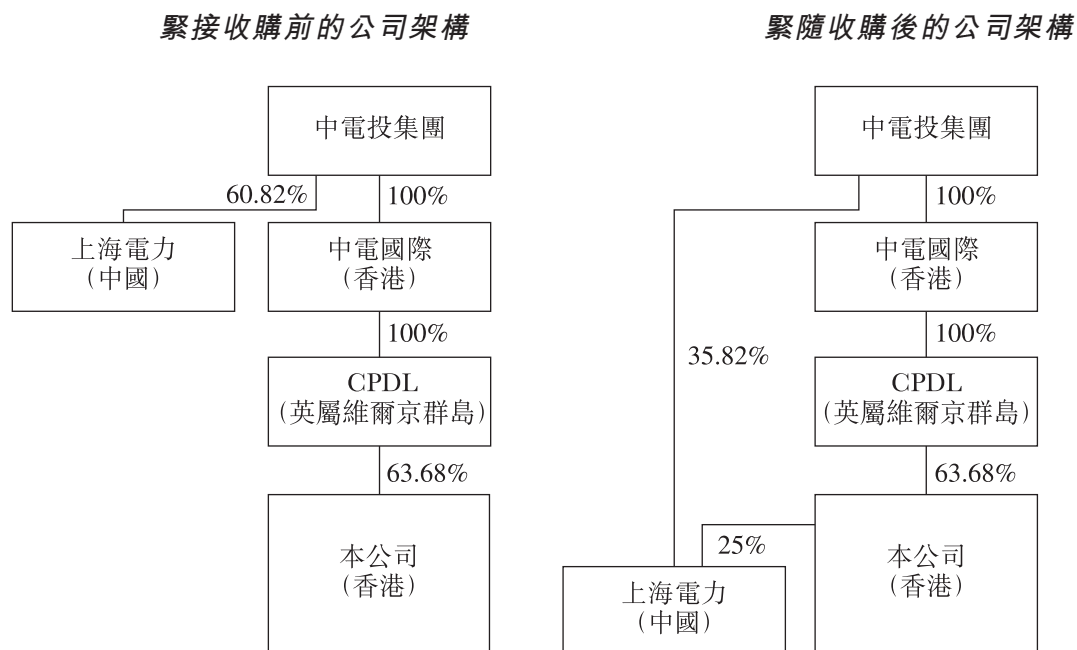 緊接收購前的公司架構
中電投集團
60.82%
100%
上海電力
（中國）
中電國際
（香港）
100%
CPDL
（英屬維爾京群島）
63.68%
本公司
（香港）
緊隨收購後的公司架構
中電投集團
100%
中電國際
（香港）
100%
35.82%
CPDL
（英屬維爾京群島）
63.68%
25%
本公司
（香港）
上海電力
（中國）